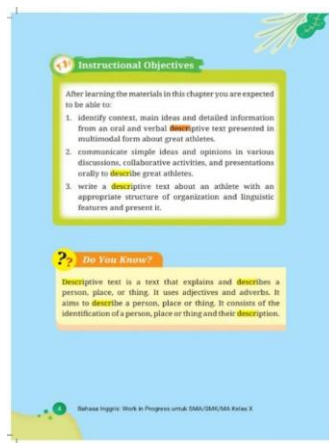 Instructional Objectives
After learning the materials in this chapter you are expected
to be able to:
1. identify context, main ideas and detailed information
from an oral and verbal descriptive text presented in
multimodal form about great athletes.
2. communicate simple ideas and opinions in various
discussions, collaborative activities, and presentations
orally to describe great athletes.
3. write a descriptive text about an athlete with an
appropriate structure of organization and linguistic
features and present it.
?? Do You Know?
Descriptive text is a text that explains and describes a
person, place, or thing. It uses adjectives and adverbs. It
aims to describe a person, place or thing. It consists of the
identification of a person, place or thing and their description.
4 Bahasa Inggris: Work in Progress untuk SMA/SMK/MA Kelas X